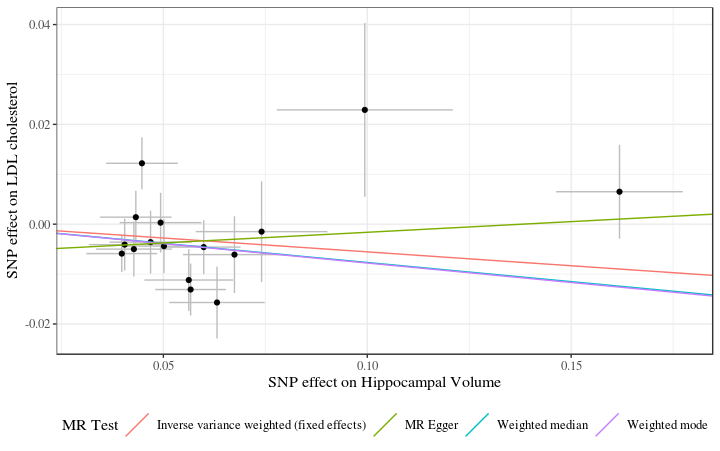 0.04
0.02
0.00
-0.02
SNP effect on LDL cholesterol
0.05
0.10
0.15
SNP effect on Hippocampal Volume
MR Test
Inverse variance weighted (fixed effects)
MR Egger
Weighted median
Weighted mode